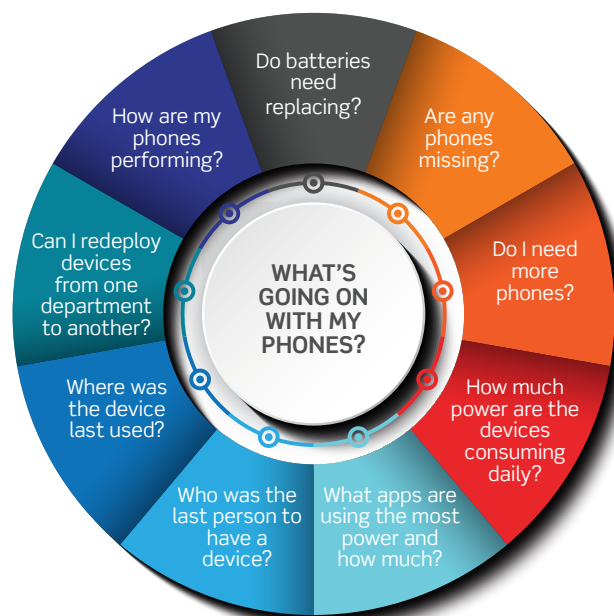 Do batteries
need
replacing?
Are any
phones
missing?
Do I need
more
phones?
How much
power are the
devices
consuming
daily?
What apps are
using the most
power and
how much?
Who was the
last person to
have a
device?
Where was
the device
last used?
Can I redeploy
devices
from one
department
to another?
How are my
phones
performing?
WHAT'S
GOING ON
WITH MY
PHONES?